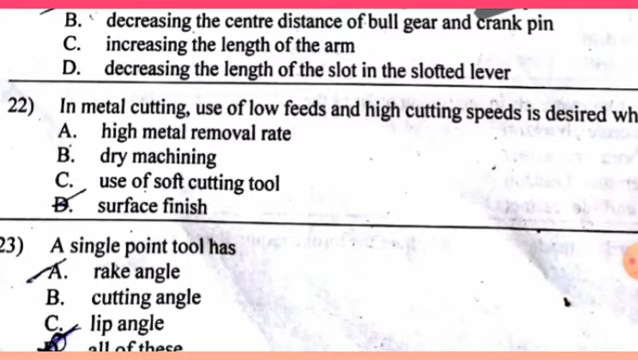 B. decreasing the centre distance of bull gear and crank pin
C. increasing the length of the arm
D. decreasing the length of the slot in the slotted lever
22) In metal cutting, use of low feeds and high cutting speeds is desired wh
A. high metal removal rate
B. dry machining
C. use of soft cutting tool
D. surface finish
23) A single point tool has
A. rake angle
B. cutting angle
C. lip angle
all of these